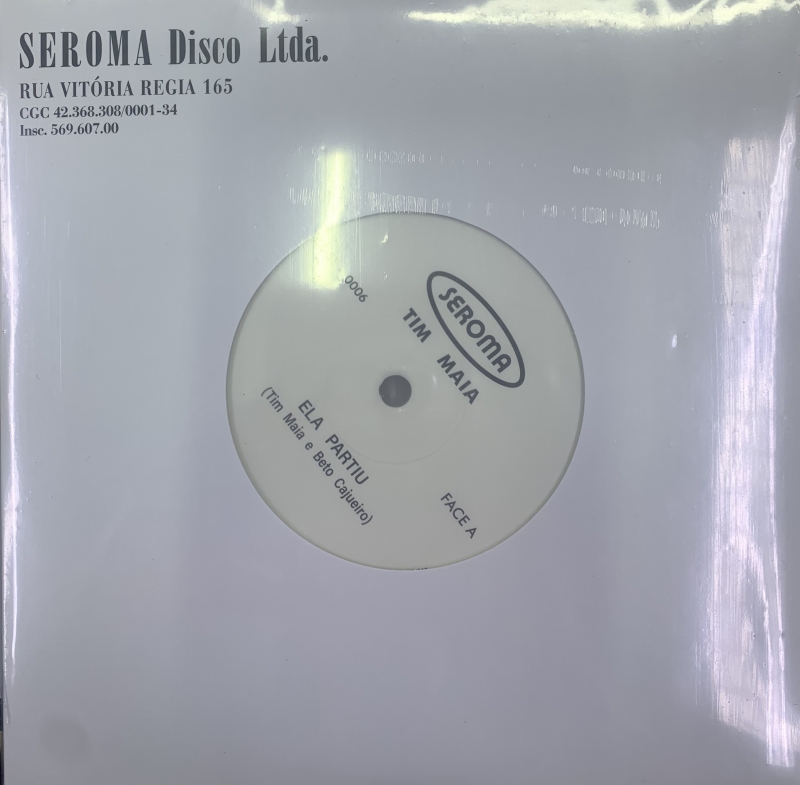 SEROMA Disco Ltda.
RUA VITÓRIA REGIA 165
CGC 42.368.308/0001-34
Insc. 569.607.00
SEROMA
TIM MAIA
0006
ELA PARTIU
(Tim Maia e Beto Cajueiro)
FACE A